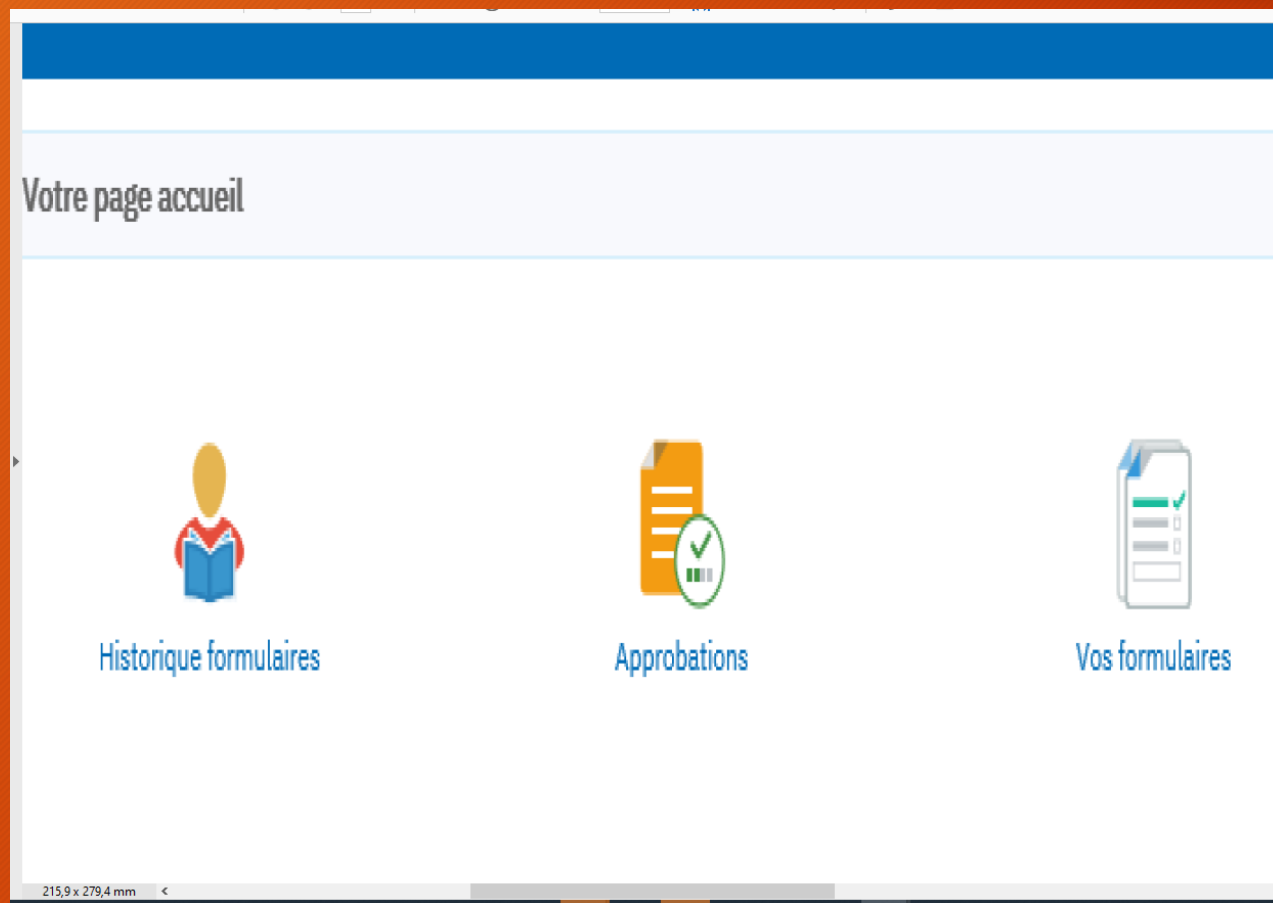 Votre page accueil
Historique formulaires
Approbations
Vos formulaires
215,9 x 279,4 mm